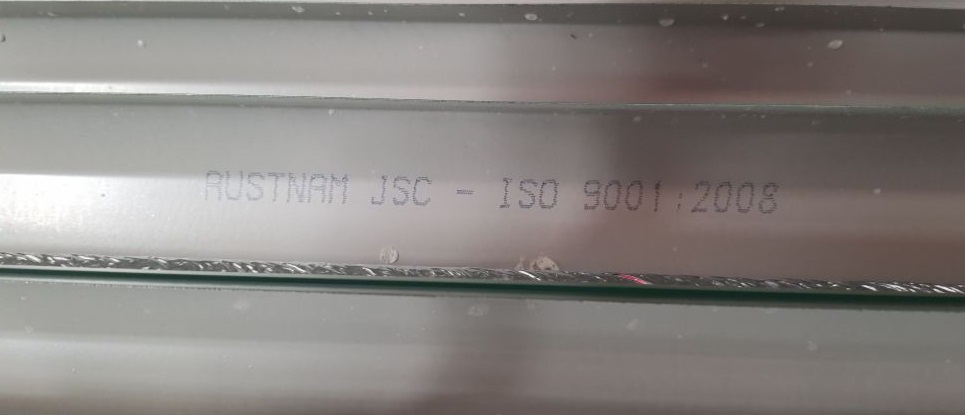 AUSTNAM JSC - ISO 9001:2008